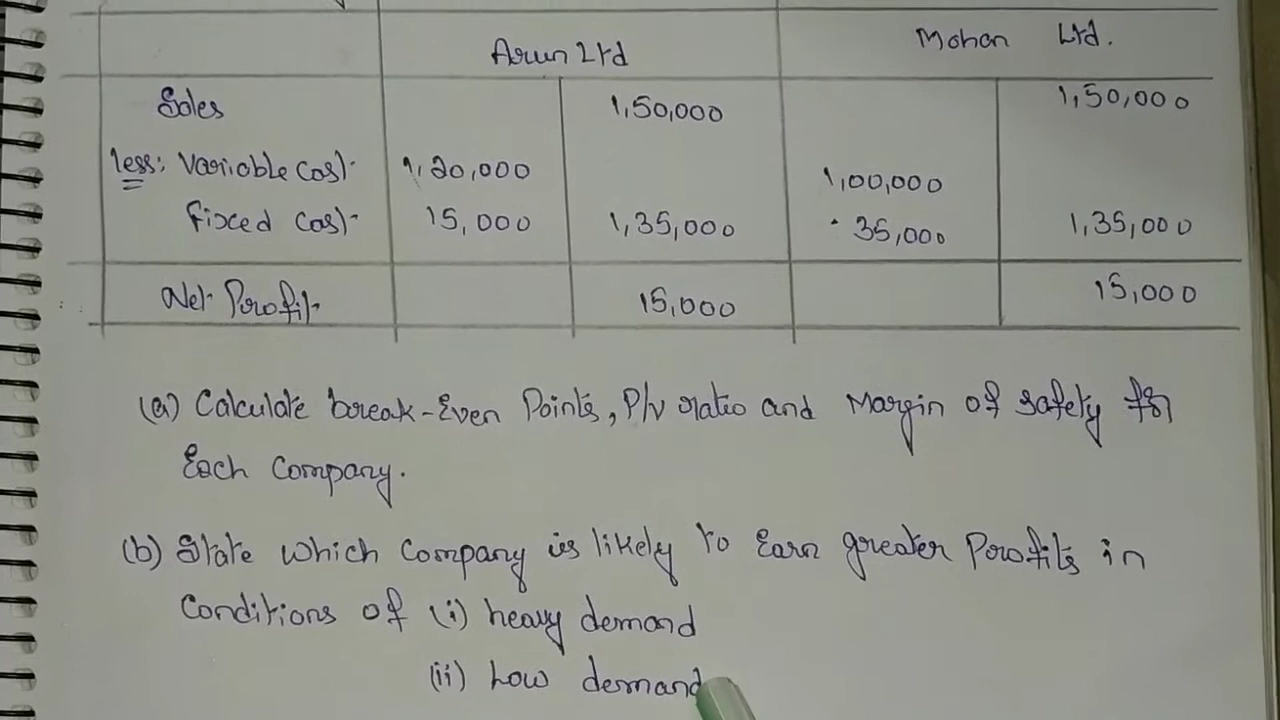 Arun Ltd Mohan Ltd.
Sales 1,50,000 1,50,000
less: Variable Cost 1,20,000 1,00,000
Fixed Cost 15,000 1,35,000 35,000 1,35,000
Net Profit 15,000 15,000
(a) Calculate break-Even Points, P/V ratio and Margin of safety for
Each Company.
(b) State which Company is likely to Earn greater Profits in
Conditions of (i) heavy demand
(ii) Low demand